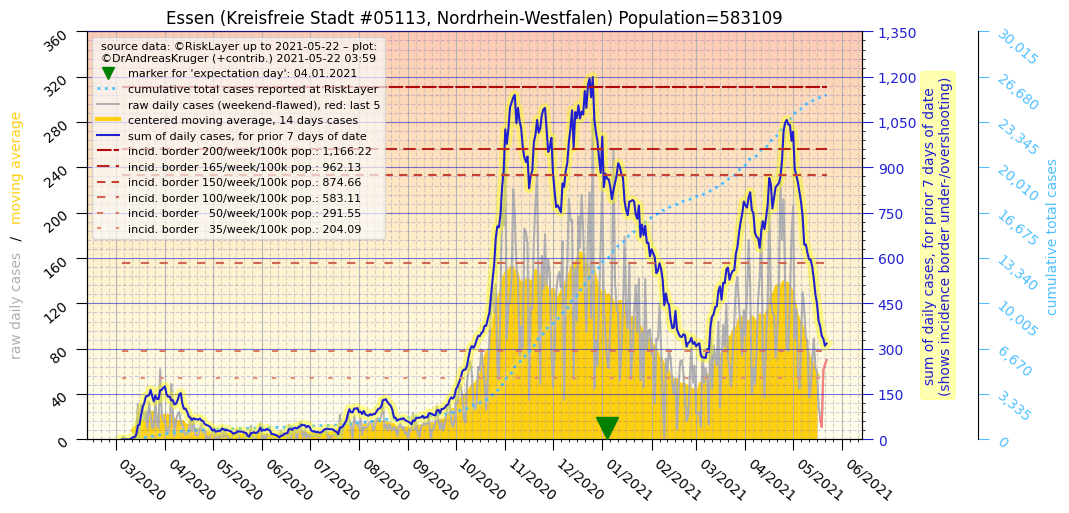 Essen (Kreisfreie Stadt #05113, Nordrhein-Westfalen) Population=583109
source data: ©RiskLayer up to 2021-05-22 – plot:
©DrAndreasKruger (+contrib.) 2021-05-22 03:59
marker for 'expectation day': 04.01.2021
cumulative total cases reported at RiskLayer
raw daily cases (weekend-flawed), red: last 5
centered moving average, 14 days cases
sum of daily cases, for prior 7 days of date
incid. border 200/week/100k pop.: 1,166.22
incid. border 165/week/100k pop.: 962.13
incid. border 150/week/100k pop.: 874.66
incid. border 100/week/100k pop.: 583.11
incid. border   50/week/100k pop.: 291.55
incid. border   35/week/100k pop.: 204.09
raw daily cases  /  moving average
360
320
280
240
200
160
120
80
40
0
03/2020
04/2020
05/2020
06/2020
07/2020
08/2020
09/2020
10/2020
11/2020
12/2020
01/2021
02/2021
03/2021
04/2021
05/2021
06/2021
1,350
1,200
1,050
900
750
600
450
300
150
0
sum of daily cases, for prior 7 days of date
(shows incidence border under-/overshooting)
30,015
26,680
23,345
20,010
16,675
13,340
10,005
6,670
3,335
0
cumulative total cases